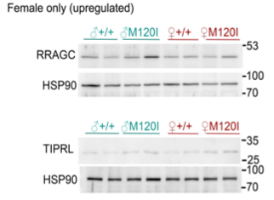 Female only (upregulated)
♂+/+ ♂M120I ♀+/+ ♀M120I
RRAGC -53
HSP90 -100
-70
♂+/+ ♂M120I ♀+/+ ♀M120I
TIPRL -35
-25
HSP90 -100
-70